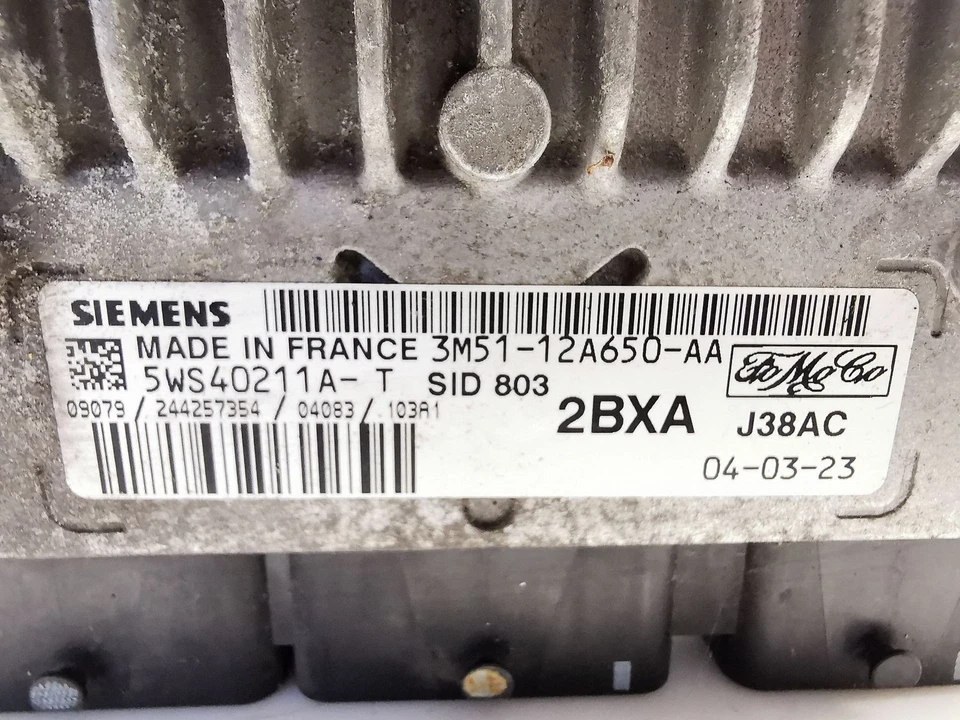 SIEMENS
MADE IN FRANCE 3M51-12A650-AA
5WS40211A- T SID 803
FoMoCo
09079 / 244257354 / 04083 / 103A1
2BXA J38AC
04-03-23